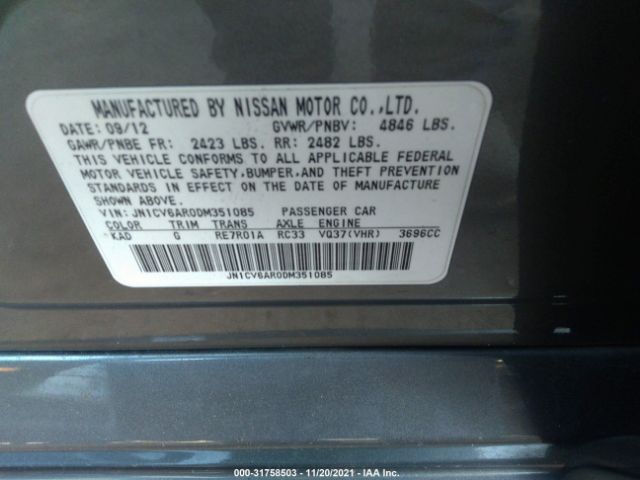 MANUFACTURED BY NISSAN MOTOR CO.,LTD.
DATE: 09/12 GVWR/PNBV: 4846 LBS.
GAWR/PNBE FR: 2423 LBS. RR: 2482 LBS.
THIS VEHICLE CONFORMS TO ALL APPLICABLE FEDERAL
MOTOR VEHICLE SAFETY, BUMPER, AND THEFT PREVENTION
STANDARDS IN EFFECT ON THE DATE OF MANUFACTURE
SHOWN ABOVE.
VIN: JN1CV6AR0DM351085 PASSENGER CAR
COLOR TRIM TRANS AXLE ENGINE
KAD G RE7R01A RC33 VQ37(VHR) 3696CC
JN1CV6AR0DM351085
© - 31758503 - 11/20/2021 - IAA Inc.